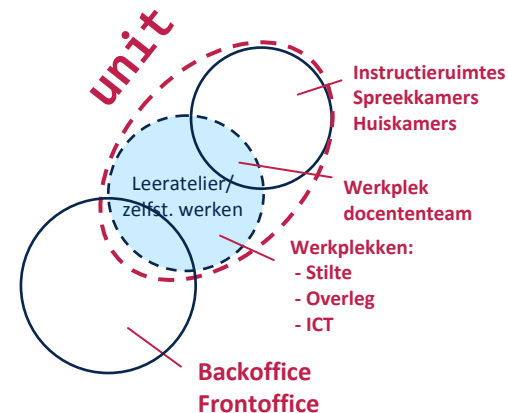 unit
Instructieruimtes
Spreekkamers
Huiskamers
Leeratelier/
zelfst. werken
Werkplek
docententeam
Werkplekken:
- Stilte
- Overleg
- ICT
Backoffice
Frontoffice